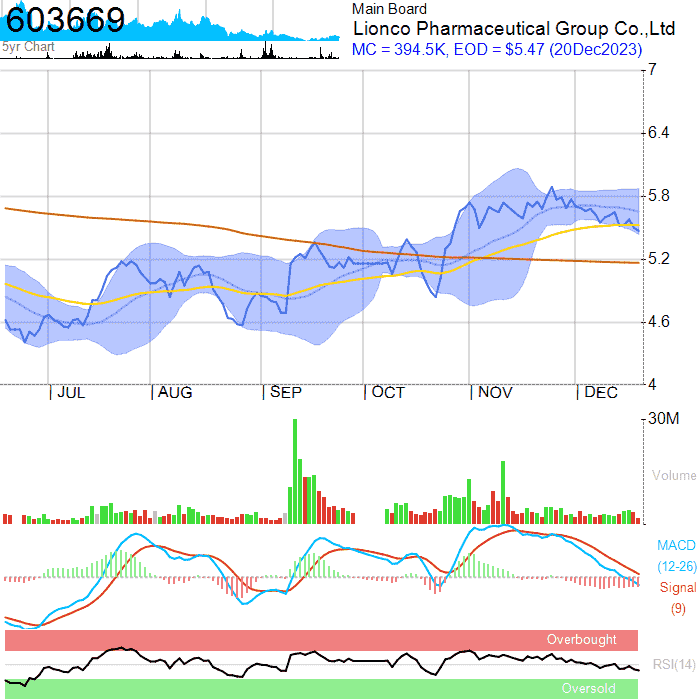 603669
5yr Chart
Main Board
Lionco Pharmaceutical Group Co.,Ltd
MC = 394.5K, EOD = $5.47 (20Dec2023)
7
6.4
5.8
5.2
4.6
4
JUL AUG SEP OCT NOV DEC
30M
Volume
MACD
(12-26)
Signal
(9)
Overbought
RSI(14)
Oversold